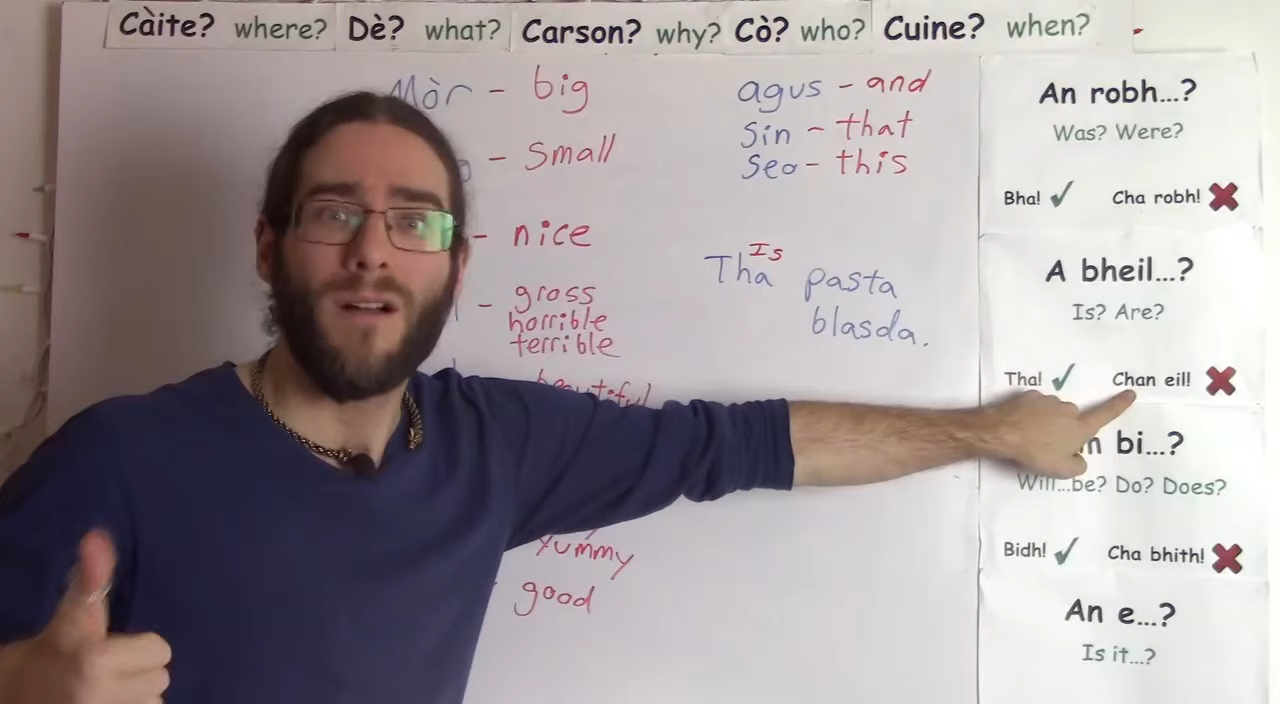 Càite? where? Dè? what? Carson? why? Cò? who? Cuine? when?
Mòr - big
- small
- nice
- gross
horrible
terrible
beautiful
yummy
good
agus - and
Sin - that
Seo - this
Is
Tha pasta
blasda.
An robh...?
Was? Were?
Bha! ✓ Cha robh! ✗
A bheil...?
Is? Are?
Tha! ✓ Chan eil! ✗
bi...?
Will...be? Do? Does?
Bidh! ✓ Cha bhith! ✗
An e...?
Is it...?